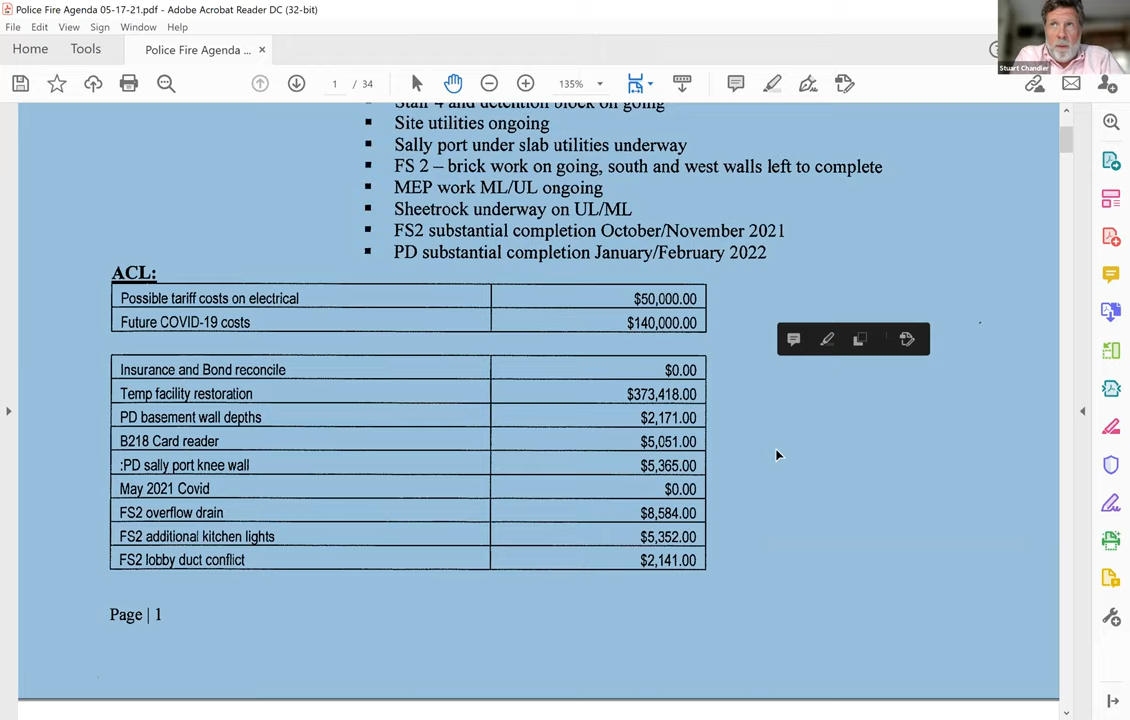 Police Fire Agenda 05-17-21.pdf - Adobe Acrobat Reader DC (32-bit)
File Edit View Sign Window Help
Home Tools Police Fire Agenda ... ×
1 / 34 135%
Stuart Chandler
Stair 4 and detention block on going
▪ Site utilities ongoing
▪ Sally port under slab utilities underway
▪ FS 2 – brick work on going, south and west walls left to complete
▪ MEP work ML/UL ongoing
▪ Sheetrock underway on UL/ML
▪ FS2 substantial completion October/November 2021
▪ PD substantial completion January/February 2022
ACL:
Possible tariff costs on electrical $50,000.00
Future COVID-19 costs $140,000.00
Insurance and Bond reconcile $0.00
Temp facility restoration $373,418.00
PD basement wall depths $2,171.00
B218 Card reader $5,051.00
:PD sally port knee wall $5,365.00
May 2021 Covid $0.00
FS2 overflow drain $8,584.00
FS2 additional kitchen lights $5,352.00
FS2 lobby duct conflict $2,141.00
Page | 1